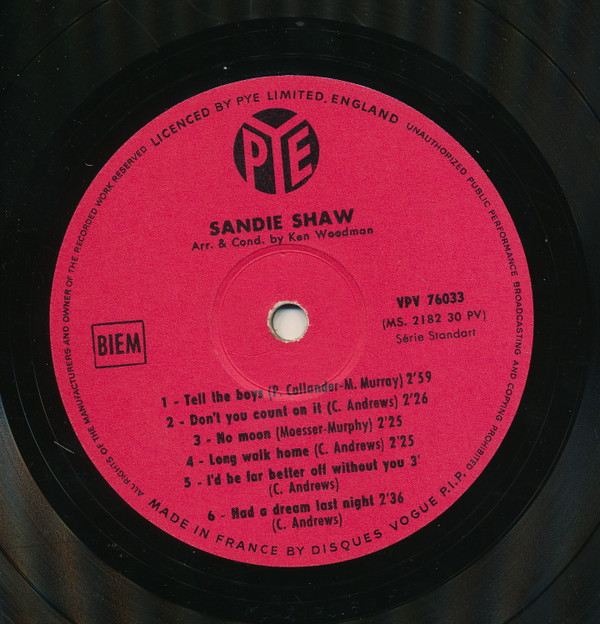 ALL RIGHTS OF THE MANUFACTURERS AND OWNER OF THE RECORDED WORK RESERVED LICENCED BY PYE LIMITED, ENGLAND UNAUTHORIZED PUBLIC PERFORMANCE BROADCASTING AND COPYING PROHIBITED
PYE
SANDIE SHAW
Arr. & Cond. by Ken Woodman
VPV 76033
(MS. 2182 30 PV)
Série Standart
BIEM
1 - Tell the boys (P. Callander-M. Murray) 2'59
2 - Don't you count on it (C. Andrews) 2'26
3 - No moon (Moesser-Murphy) 2'25
4 - Long walk home (C. Andrews) 2'25
5 - I'd be far better off without you 3'
(C. Andrews)
6 - Had a dream last night 2'36
(C. Andrews)
MADE IN FRANCE BY DISQUES VOGUE P.I.P.